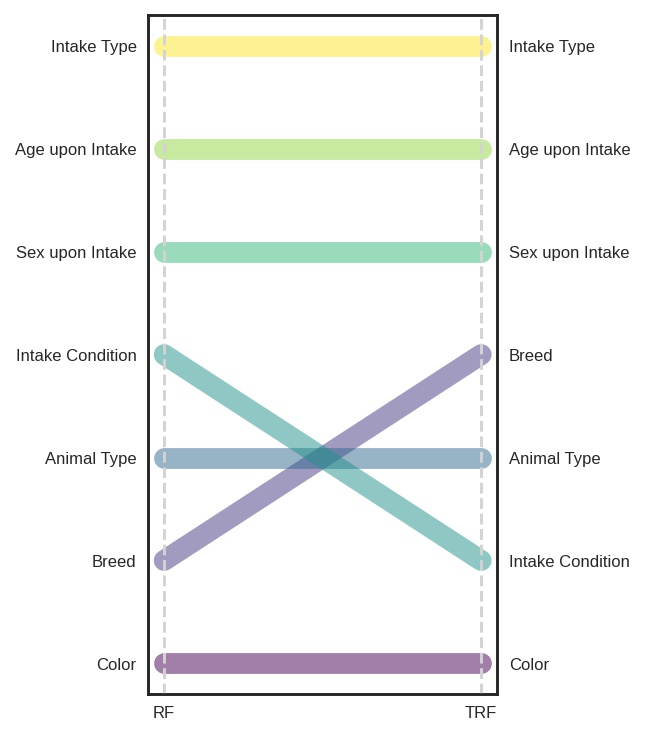 Intake Type
Intake Type
Age upon Intake
Age upon Intake
Sex upon Intake
Sex upon Intake
Intake Condition
Breed
Animal Type
Animal Type
Breed
Intake Condition
Color
Color
RF
TRF